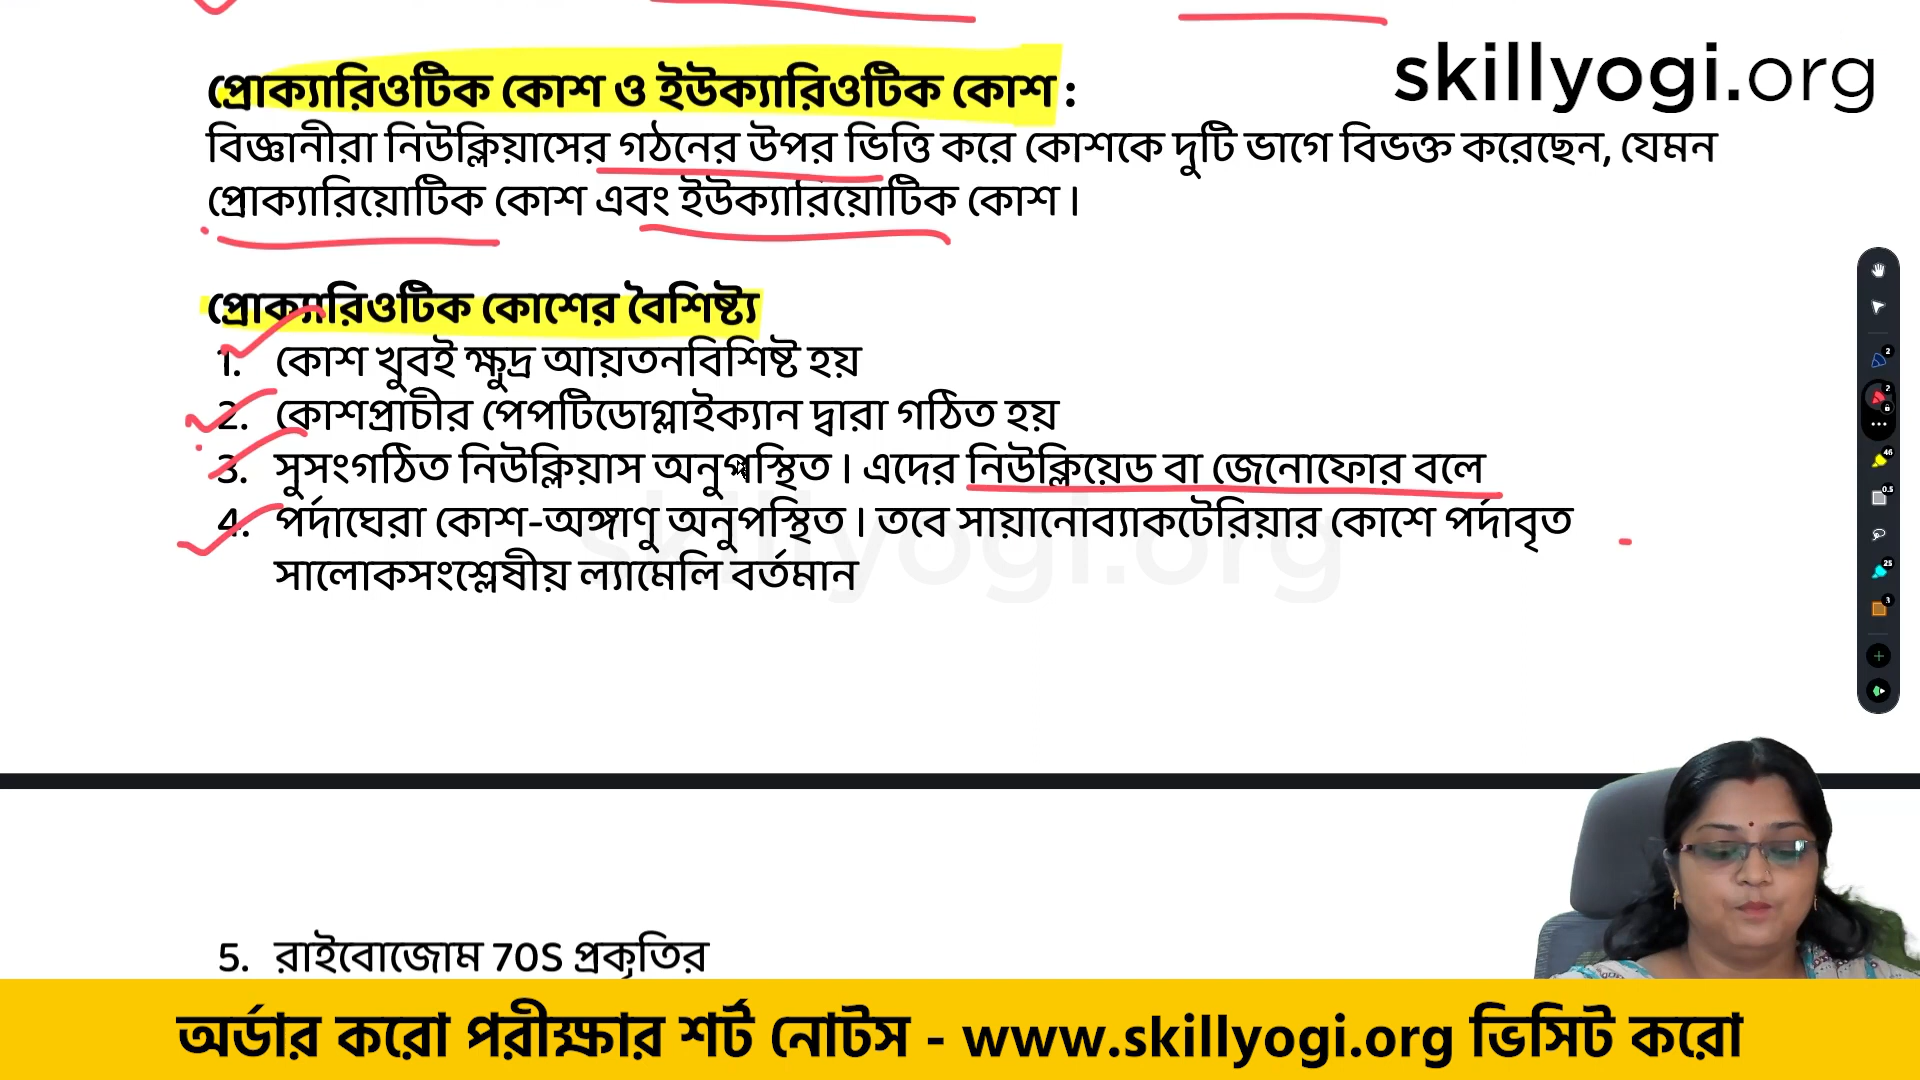 skillyogi.org
প্রোক্যারিওটিক কোশ ও ইউক্যারিওটিক কোশ :
বিজ্ঞানীরা নিউক্লিয়াসের গঠনের উপর ভিত্তি করে কোশকে দুটি ভাগে বিভক্ত করেছেন, যেমন
প্রোক্যারিয়োটিক কোশ এবং ইউক্যারিয়োটিক কোশ।
প্রোক্যারিওটিক কোশের বৈশিষ্ট্য
1. কোশ খুবই ক্ষুদ্র আয়তনবিশিষ্ট হয়
2. কোশপ্রাচীর পেপটিডোগ্লাইক্যান দ্বারা গঠিত হয়
3. সুসংগঠিত নিউক্লিয়াস অনুপস্থিত। এদের নিউক্লিয়েড বা জেনোফোর বলে
4. পর্দাঘেরা কোশ-অঙ্গাণু অনুপস্থিত। তবে সায়ানোব্যাকটেরিয়ার কোশে পর্দাবৃত
সালোকসংশ্লেষীয় ল্যামেলি বর্তমান
skillyogi.org
5. রাইবোজোম 70S প্রকৃতির
অর্ডার করো পরীক্ষার শর্ট নোটস - www.skillyogi.org ভিসিট করো